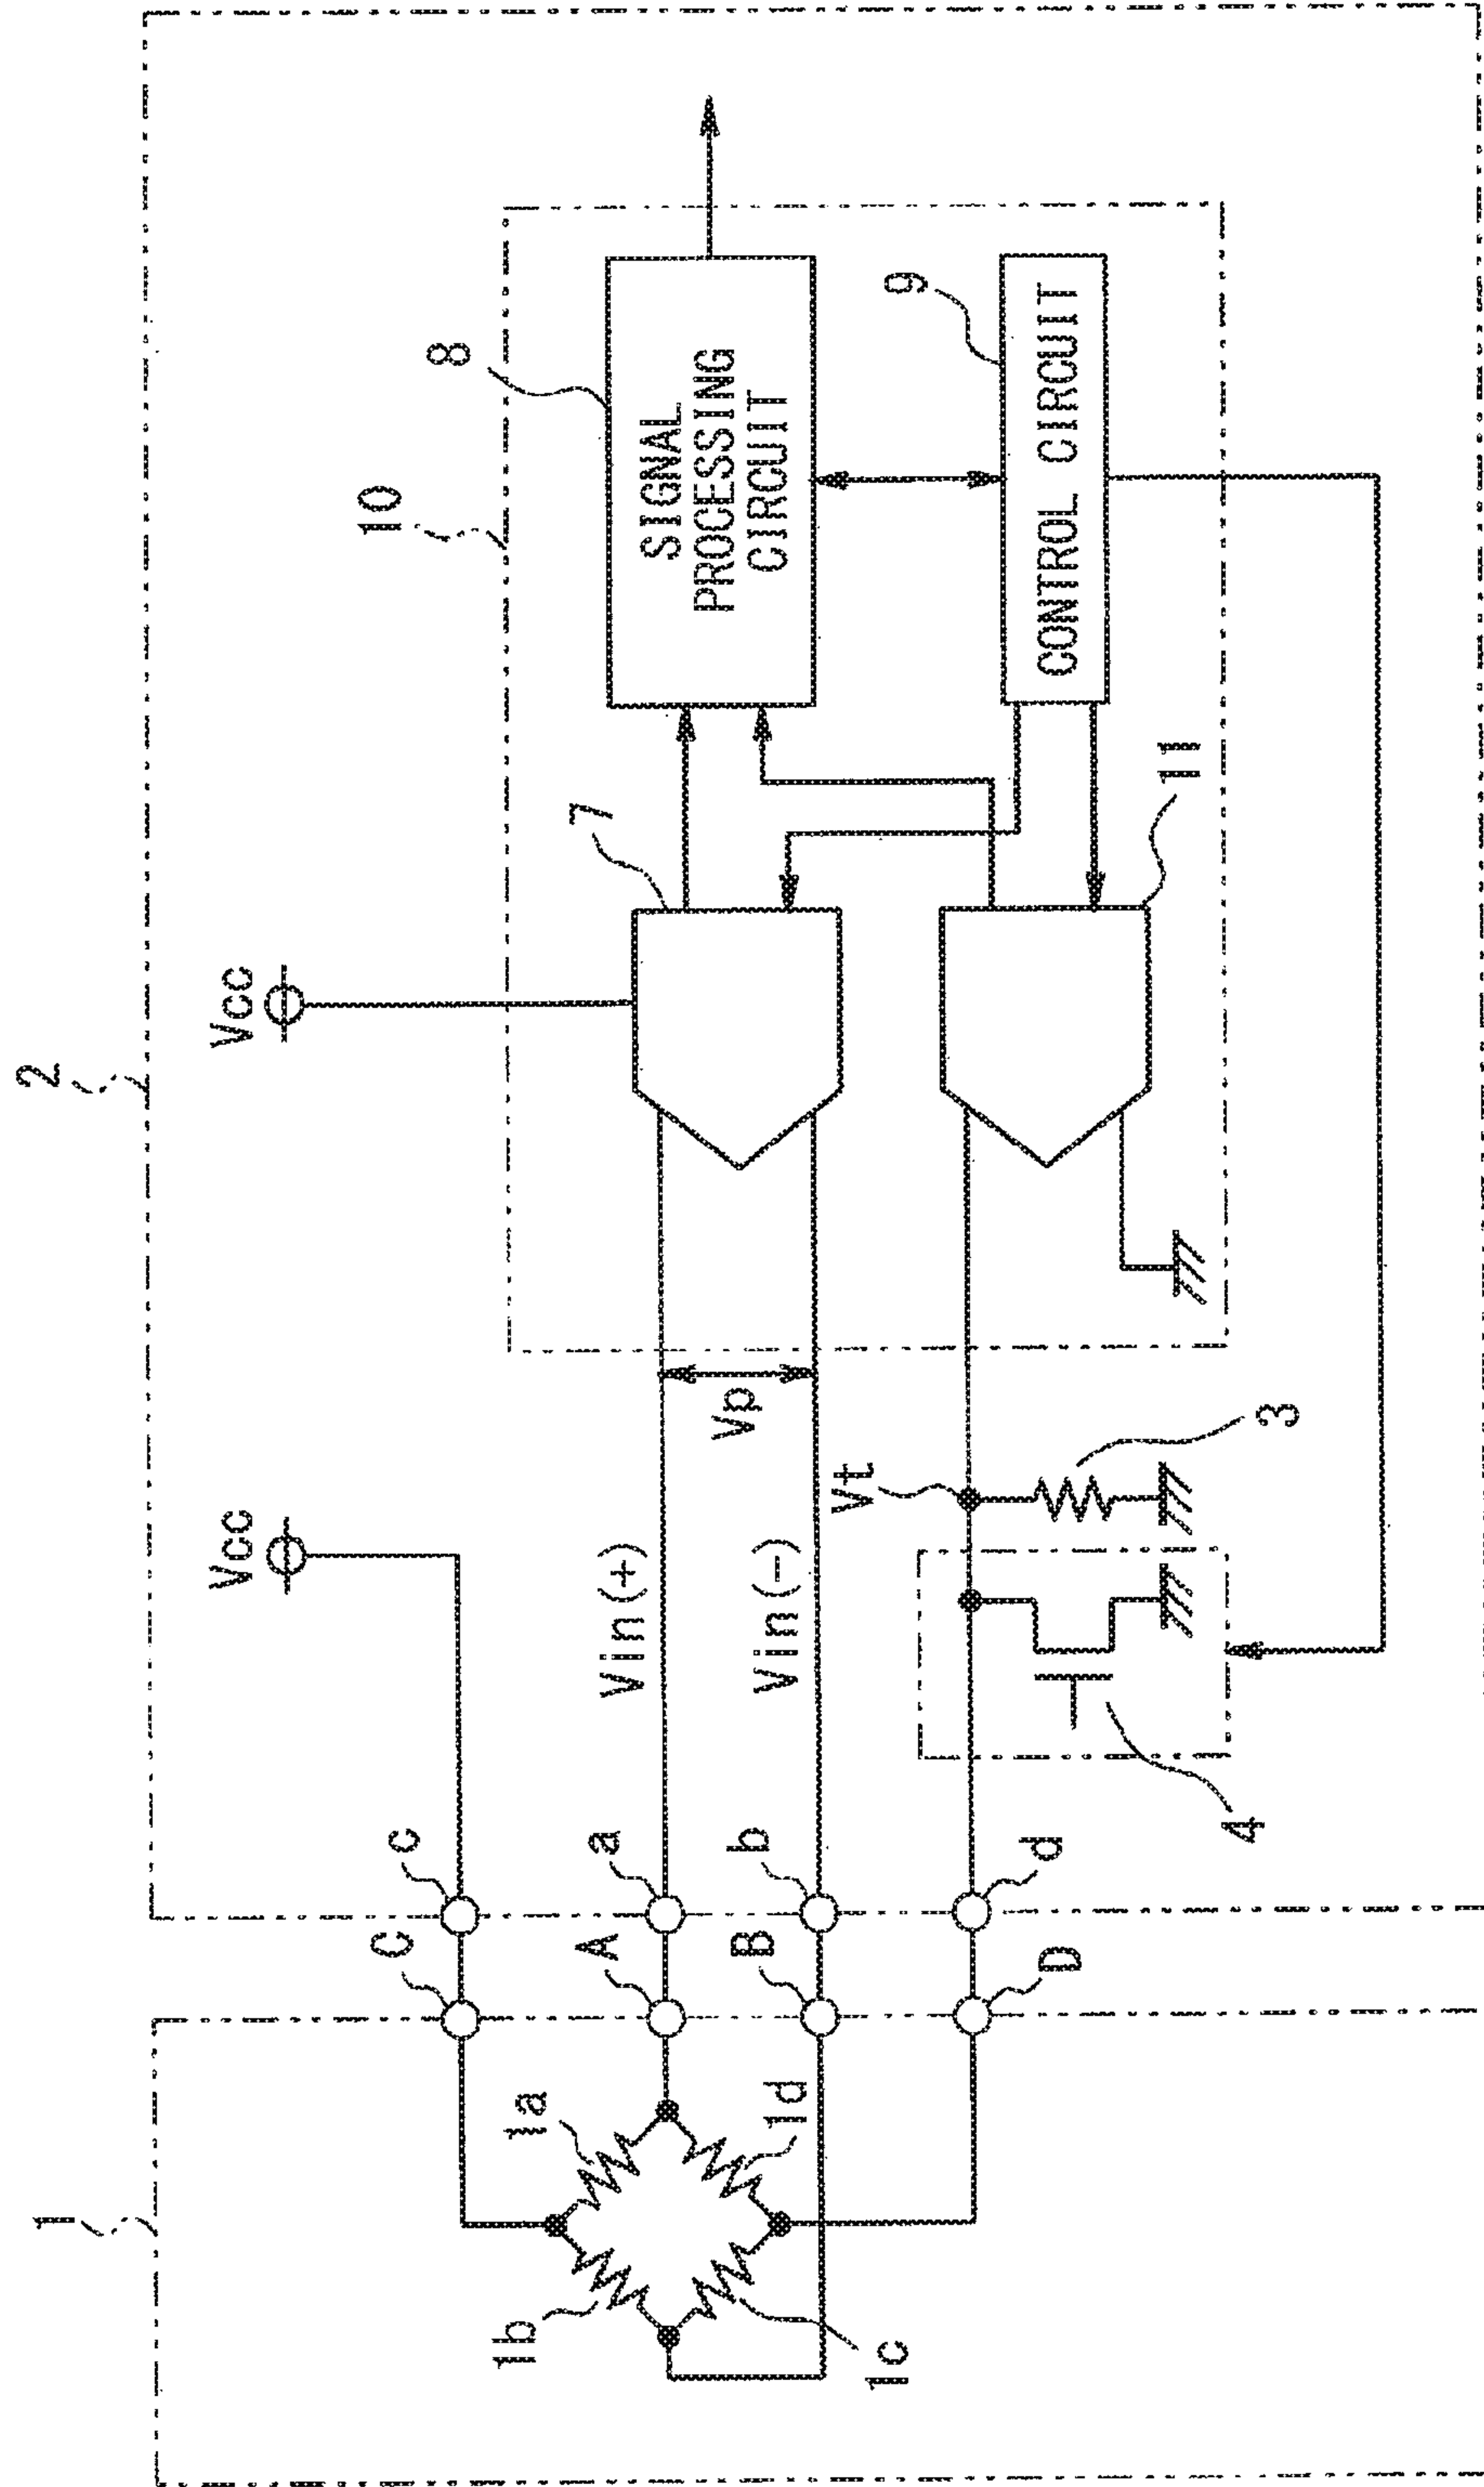 2
Vcc
Vcc
10
8
SIGNAL
PROCESSING
CIRCUIT
9
CONTROL CIRCUIT
7
11
Vp
Vt
3
4
Vin(+)
Vin(-)
c
a
b
d
C
A
B
D
1
1a
1b
1c
1d